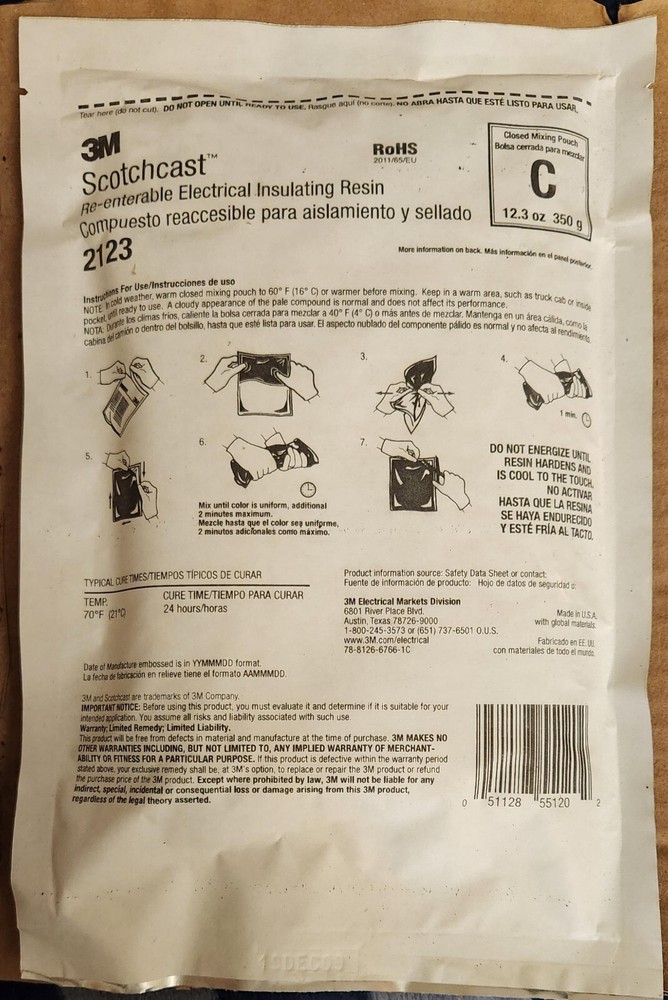 Tear here (do not cut). DO NOT OPEN UNTIL READY TO USE. Rasgue aquí (no corte). NO ABRA HASTA QUE ESTÉ LISTO PARA USAR.
3M
Scotchcast™
Re-enterable Electrical Insulating Resin
Compuesto reaccesible para aislamiento y sellado
2123
RoHS
2011/65/EU
Closed Mixing Pouch
Bolsa cerrada para mezclar
C
12.3 oz 350 g
More information on back. Más información en el panel posterior.
Instructions For Use/Instrucciones de uso
NOTE: In cold weather, warm closed mixing pouch to 60° F (16° C) or warmer before mixing. Keep in a warm area, such as truck cab or inside
pocket, until ready to use. A cloudy appearance of the pale compound is normal and does not affect its performance.
NOTA: Durante los climas fríos, caliente la bolsa cerrada para mezclar a 40° F (4° C) o más antes de mezclar. Mantenga en un área cálida, como la
cabina del camión o dentro del bolsillo, hasta que esté lista para usar. El aspecto nublado del componente pálido es normal y no afecta al rendimiento.
1.
2.
3.
4.
1 min.
5.
6.
Mix until color is uniform, additional
2 minutes maximum.
Mezcle hasta que el color sea uniforme,
2 minutos adicionales como máximo.
7.
DO NOT ENERGIZE UNTIL
RESIN HARDENS AND
IS COOL TO THE TOUCH.
NO ACTIVAR
HASTA QUE LA RESINA
SE HAYA ENDURECIDO
Y ESTÉ FRÍA AL TACTO.
TYPICAL CURE TIMES/TIEMPOS TÍPICOS DE CURAR
TEMP. CURE TIME/TIEMPO PARA CURAR
70°F (21°C) 24 hours/horas
Product information source: Safety Data Sheet or contact:
Fuente de información de producto: Hojo de datos de seguridad o:
3M Electrical Markets Division
6801 River Place Blvd.
Austin, Texas 78726-9000
1-800-245-3573 or (651) 737-6501 O.U.S.
www.3M.com/electrical
78-8126-6766-1C
Made in U.S.A.
with global materials.
Fabricado en EE.UU.
con materiales de todo el mundo.
Date of Manufacture embossed is in YYMMMDD format.
La fecha de fabricación en relieve tiene el formato AAMMMDD.
3M and Scotchcast are trademarks of 3M Company.
IMPORTANT NOTICE: Before using this product, you must evaluate it and determine if it is suitable for your
intended application. You assume all risks and liability associated with such use.
Warranty; Limited Remedy; Limited Liability.
This product will be free from defects in material and manufacture at the time of purchase. 3M MAKES NO
OTHER WARRANTIES INCLUDING, BUT NOT LIMITED TO, ANY IMPLIED WARRANTY OF MERCHANT-
ABILITY OR FITNESS FOR A PARTICULAR PURPOSE. If this product is defective within the warranty period
stated above, your exclusive remedy shall be, at 3M's option, to replace or repair the 3M product or refund
the purchase price of the 3M product. Except where prohibited by law, 3M will not be liable for any
indirect, special, incidental or consequential loss or damage arising from this 3M product,
regardless of the legal theory asserted.
0 51128 55120 2
19DEC09